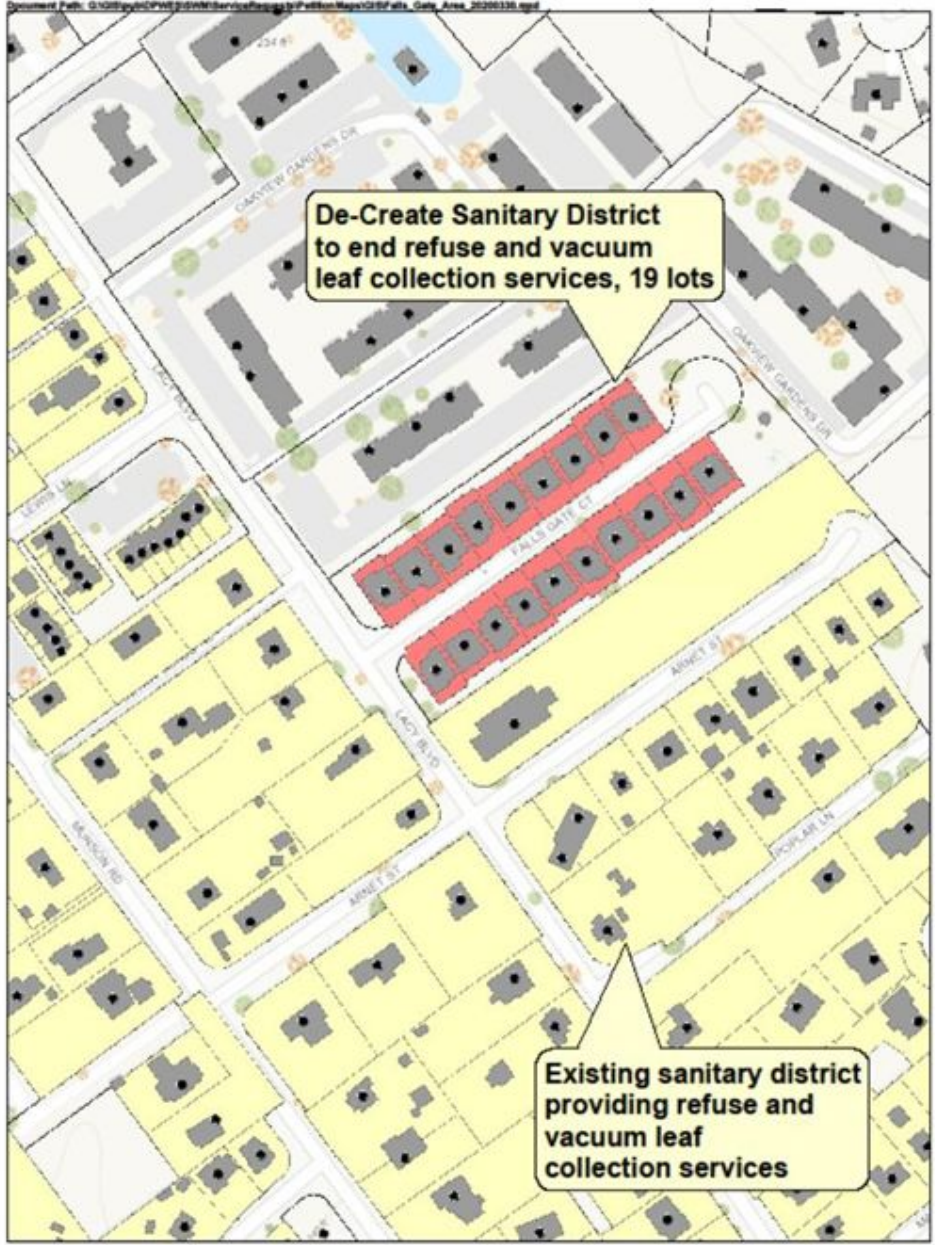 De-Create Sanitary District
to end refuse and vacuum
leaf collection services, 19 lots
OAKVIEW GARDENS DR
OAKVIEW GARDENS DR
LACY BLVD
LEWIS LN
FALLS GATE CT
ARNET ST
LACY BLVD
MUNSON RD
ARNET ST
POPLAR LN
Existing sanitary district
providing refuse and
vacuum leaf
collection services